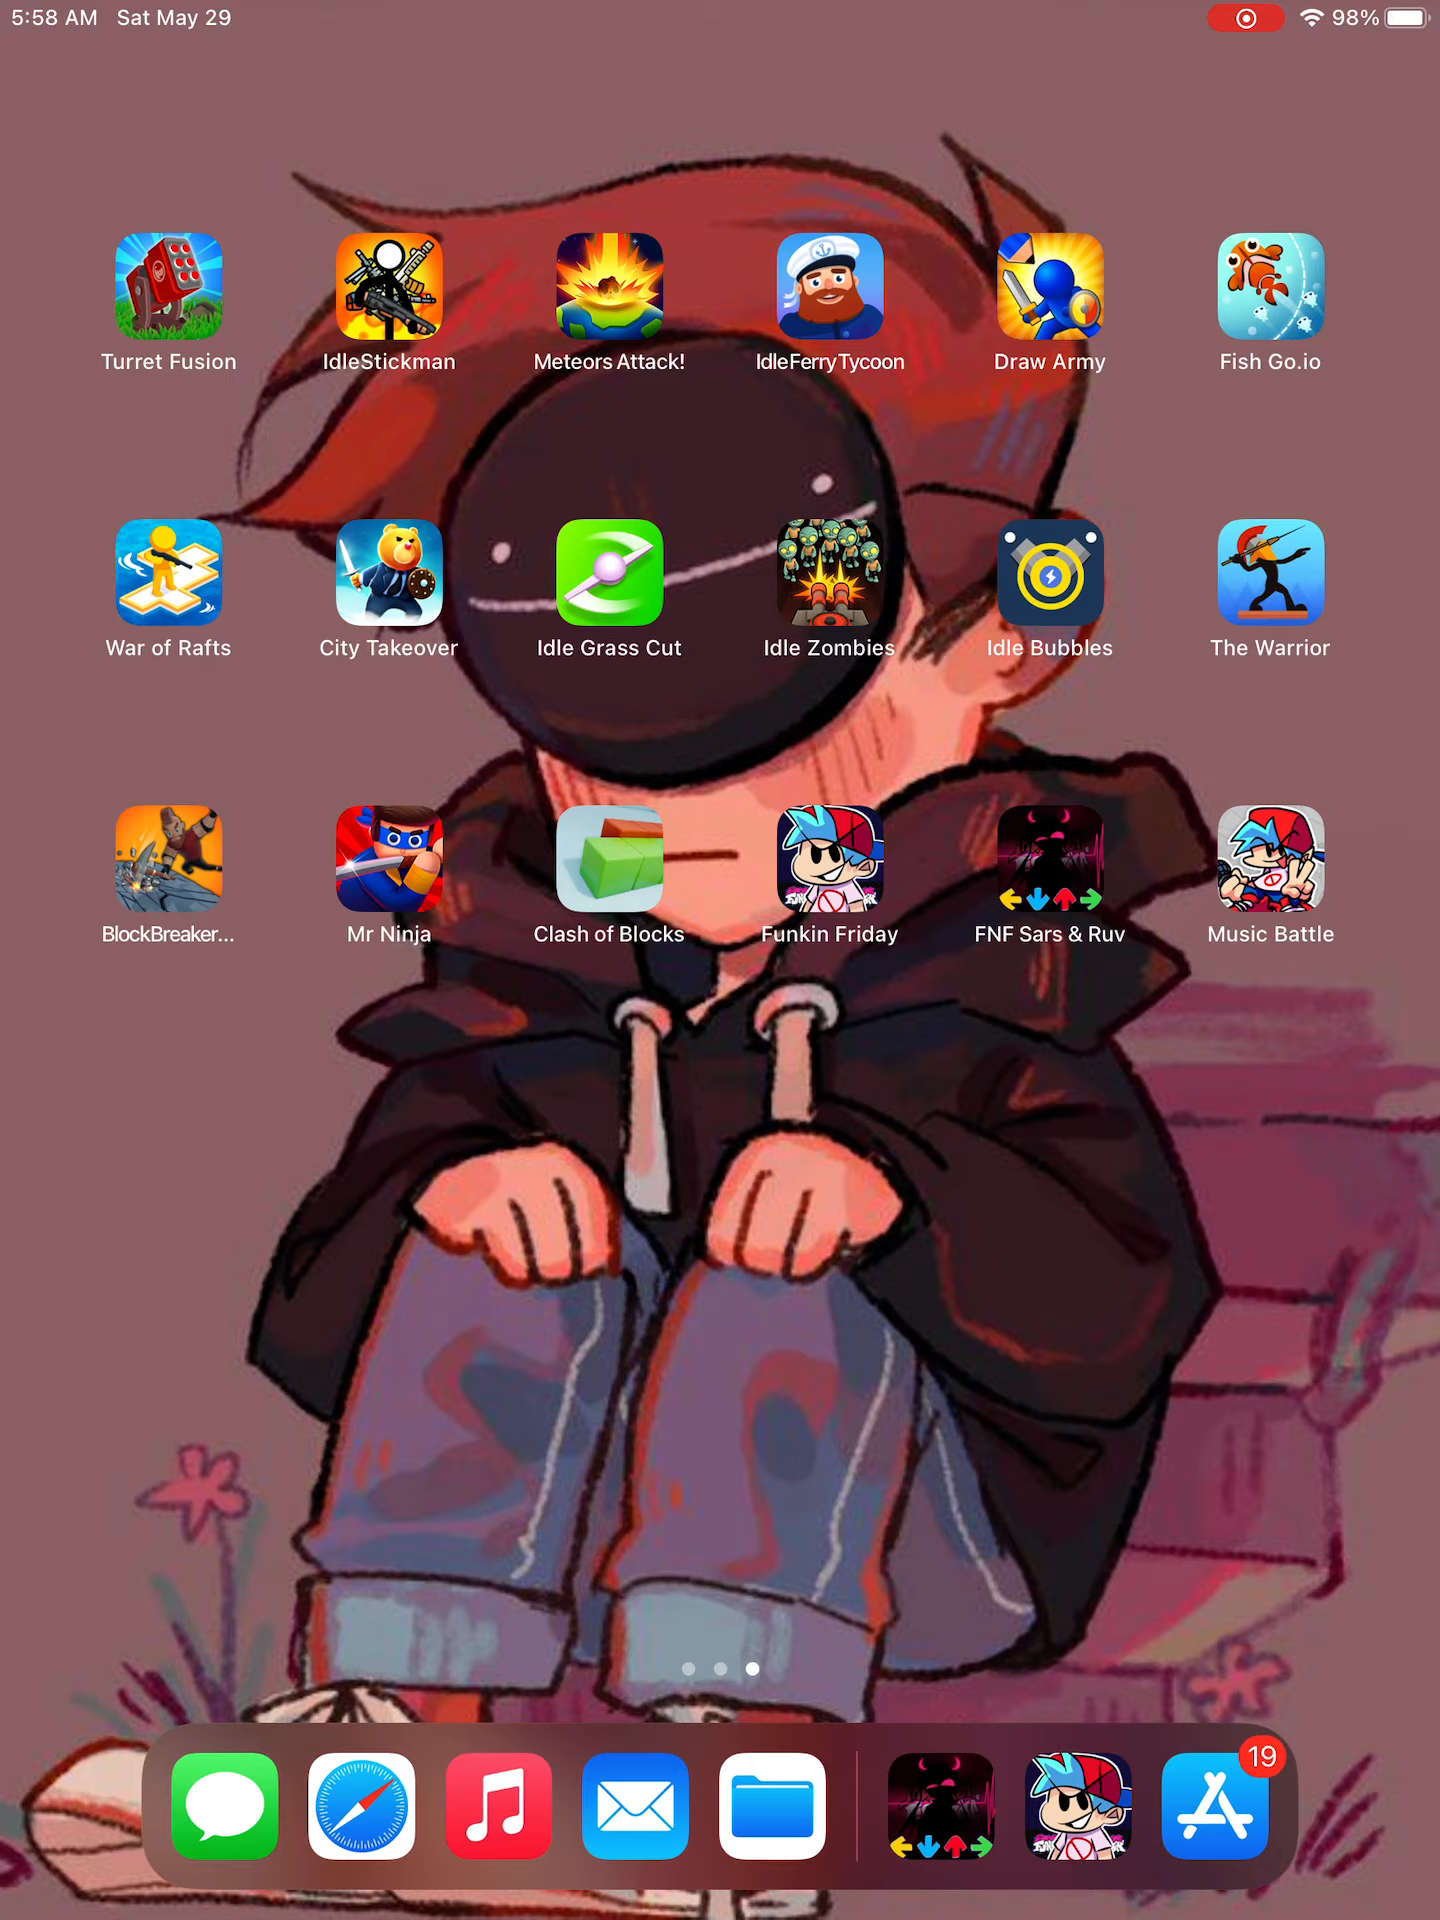 5:58 AM Sat May 29 98%
Turret Fusion IdleStickman Meteors Attack! IdleFerryTycoon Draw Army Fish Go.io
War of Rafts City Takeover Idle Grass Cut Idle Zombies Idle Bubbles The Warrior
BlockBreaker... Mr Ninja Clash of Blocks Funkin Friday FNF Sars & Ruv Music Battle
19